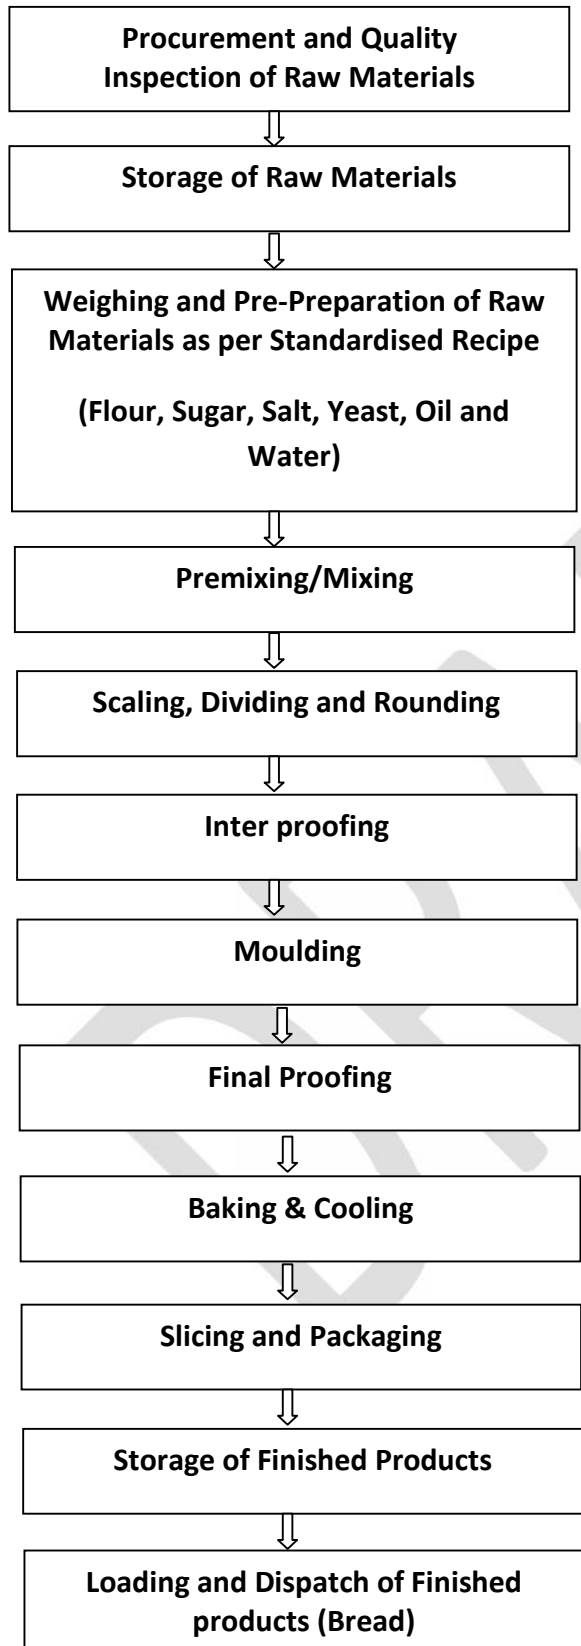 Procurement and Quality
Inspection of Raw Materials
Storage of Raw Materials
Weighing and Pre-Preparation of Raw
Materials as per Standardised Recipe
(Flour, Sugar, Salt, Yeast, Oil and
Water)
Premixing/Mixing
Scaling, Dividing and Rounding
Inter proofing
Moulding
Final Proofing
Baking & Cooling
Slicing and Packaging
Storage of Finished Products
Loading and Dispatch of Finished
products (Bread)